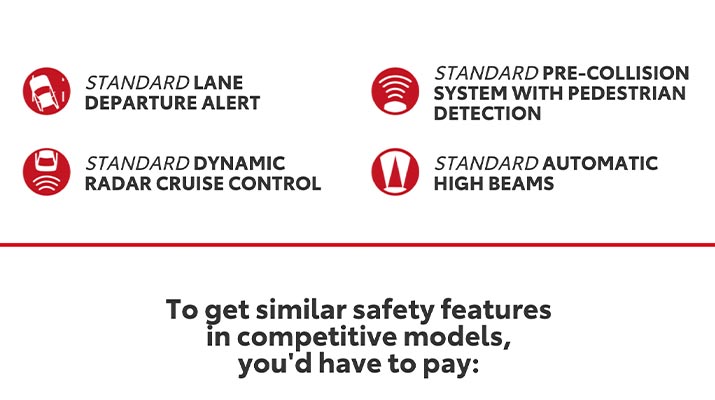 STANDARD LANE
DEPARTURE ALERT
STANDARD PRE-COLLISION
SYSTEM WITH PEDESTRIAN
DETECTION
STANDARD DYNAMIC
RADAR CRUISE CONTROL
STANDARD AUTOMATIC
HIGH BEAMS
To get similar safety features
in competitive models,
you'd have to pay: